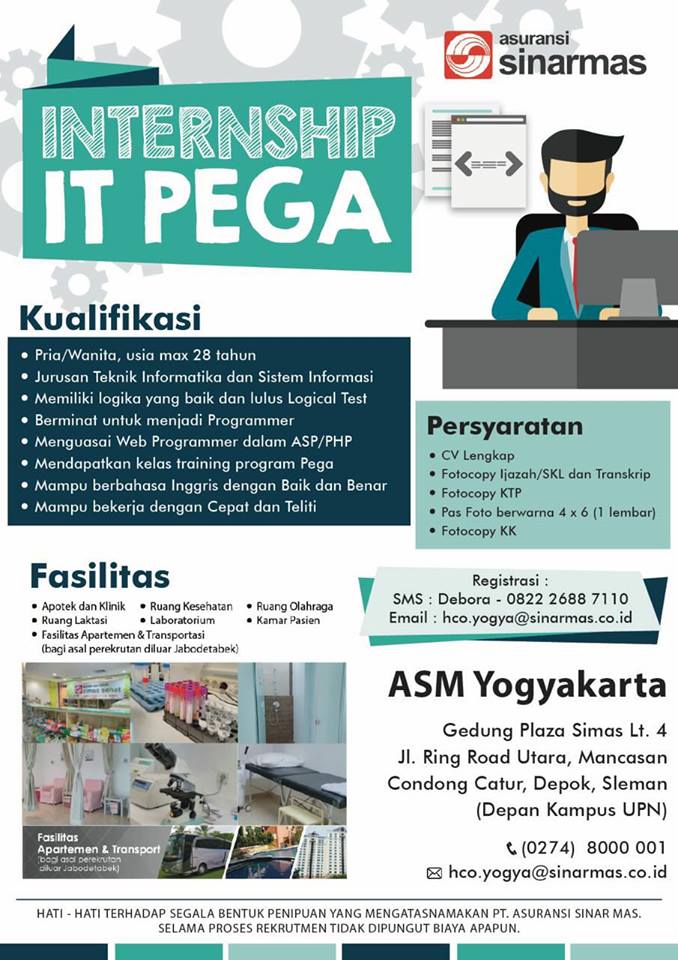 asuransi
sinarmas
INTERNSHIP
IT PEGA
Kualifikasi
• Pria/Wanita, usia max 28 tahun
• Jurusan Teknik Informatika dan Sistem Informasi
• Memiliki logika yang baik dan lulus Logical Test
• Berminat untuk menjadi Programmer
• Menguasai Web Programmer dalam ASP/PHP
• Mendapatkan kelas training program Pega
• Mampu berbahasa Inggris dengan Baik dan Benar
• Mampu bekerja dengan Cepat dan Teliti
Persyaratan
• CV Lengkap
• Fotocopy Ijazah/SKL dan Transkrip
• Fotocopy KTP
• Pas Foto berwarna 4 x 6 (1 lembar)
• Fotocopy KK
Fasilitas
• Apotek dan Klinik • Ruang Kesehatan • Ruang Olahraga
• Ruang Laktasi • Laboratorium • Kamar Pasien
• Fasilitas Apartemen & Transportasi
(bagi asal perekrutan diluar Jabodetabek)
Registrasi :
SMS : Debora - 0822 2688 7110
Email : hco.yogya@sinarmas.co.id
Fasilitas
Apartemen & Transport
(bagi asal perekrutan
diluar Jabodetabek)
ASM Yogyakarta
Gedung Plaza Simas Lt. 4
Jl. Ring Road Utara, Mancasan
Condong Catur, Depok, Sleman
(Depan Kampus UPN)
(0274) 8000 001
hco.yogya@sinarmas.co.id
HATI - HATI TERHADAP SEGALA BENTUK PENIPUAN YANG MENGATASNAMAKAN PT. ASURANSI SINAR MAS.
SELAMA PROSES REKRUTMEN TIDAK DIPUNGUT BIAYA APAPUN.